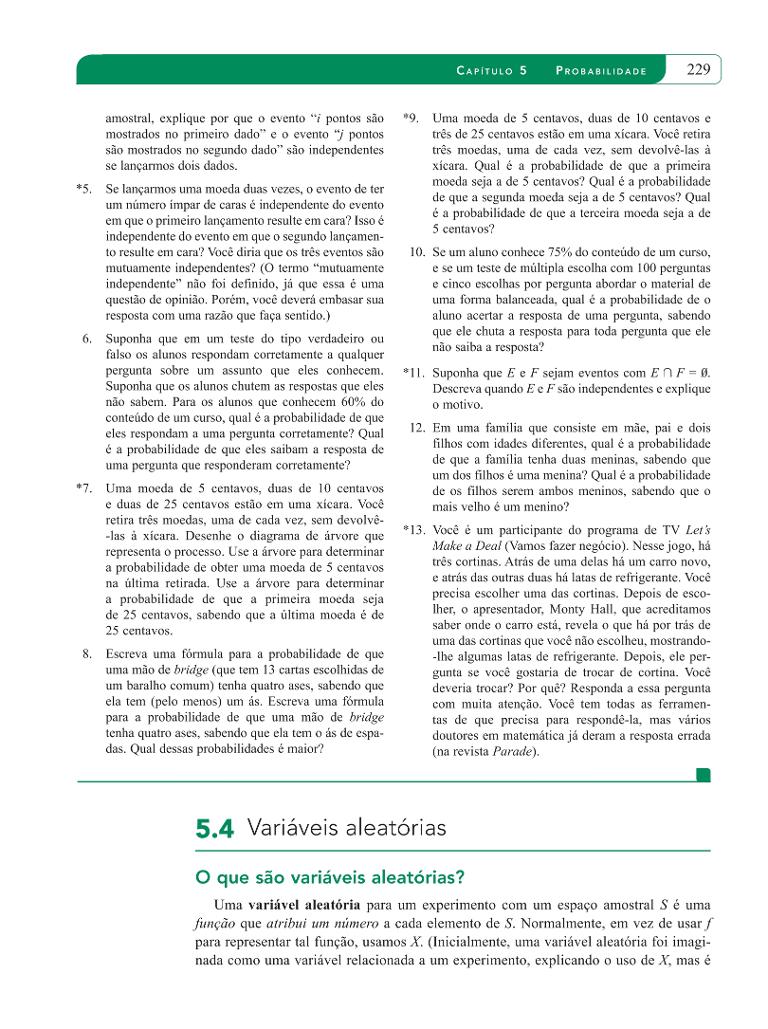 CAPÍTULO 5 PROBABILIDADE 229
amostral, explique por que o evento “i pontos são
mostrados no primeiro dado” e o evento “j pontos
são mostrados no segundo dado” são independentes
se lançarmos dois dados.
*5. Se lançarmos uma moeda duas vezes, o evento de ter
um número ímpar de caras é independente do evento
em que o primeiro lançamento resulte em cara? Isso é
independente do evento em que o segundo lançamen-
to resulte em cara? Você diria que os três eventos são
mutuamente independentes? (O termo “mutuamente
independente” não foi definido, já que essa é uma
questão de opinião. Porém, você deverá embasar sua
resposta com uma razão que faça sentido.)
6. Suponha que em um teste do tipo verdadeiro ou
falso os alunos respondam corretamente a qualquer
pergunta sobre um assunto que eles conhecem.
Suponha que os alunos chutem as respostas que eles
não sabem. Para os alunos que conhecem 60% do
conteúdo de um curso, qual é a probabilidade de que
eles respondam a uma pergunta corretamente? Qual
é a probabilidade de que eles saibam a resposta de
uma pergunta que responderam corretamente?
*7. Uma moeda de 5 centavos, duas de 10 centavos
e duas de 25 centavos estão em uma xícara. Você
retira três moedas, uma de cada vez, sem devolvê-
-las à xícara. Desenhe o diagrama de árvore que
representa o processo. Use a árvore para determinar
a probabilidade de obter uma moeda de 5 centavos
na última retirada. Use a árvore para determinar
a probabilidade de que a primeira moeda seja
de 25 centavos, sabendo que a última moeda é de
25 centavos.
8. Escreva uma fórmula para a probabilidade de que
uma mão de bridge (que tem 13 cartas escolhidas de
um baralho comum) tenha quatro ases, sabendo que
ela tem (pelo menos) um ás. Escreva uma fórmula
para a probabilidade de que uma mão de bridge
tenha quatro ases, sabendo que ela tem o ás de espa-
das. Qual dessas probabilidades é maior?
*9. Uma moeda de 5 centavos, duas de 10 centavos e
três de 25 centavos estão em uma xícara. Você retira
três moedas, uma de cada vez, sem devolvê-las à
xícara. Qual é a probabilidade de que a primeira
moeda seja a de 5 centavos? Qual é a probabilidade
de que a segunda moeda seja a de 5 centavos? Qual
é a probabilidade de que a terceira moeda seja a de
5 centavos?
10. Se um aluno conhece 75% do conteúdo de um curso,
e se um teste de múltipla escolha com 100 perguntas
e cinco escolhas por pergunta abordar o material de
uma forma balanceada, qual é a probabilidade de o
aluno acertar a resposta de uma pergunta, sabendo
que ele chuta a resposta para toda pergunta que ele
não saiba a resposta?
*11. Suponha que E e F sejam eventos com E ∩ F = ∅.
Descreva quando E e F são independentes e explique
o motivo.
12. Em uma família que consiste em mãe, pai e dois
filhos com idades diferentes, qual é a probabilidade
de que a família tenha duas meninas, sabendo que
um dos filhos é uma menina? Qual é a probabilidade
de os filhos serem ambos meninos, sabendo que o
mais velho é um menino?
*13. Você é um participante do programa de TV Let’s
Make a Deal (Vamos fazer negócio). Nesse jogo, há
três cortinas. Atrás de uma delas há um carro novo,
e atrás das outras duas há latas de refrigerante. Você
precisa escolher uma das cortinas. Depois de esco-
lher, o apresentador, Monty Hall, que acreditamos
saber onde o carro está, revela o que há por trás de
uma das cortinas que você não escolheu, mostrando-
-lhe algumas latas de refrigerante. Depois, ele per-
gunta se você gostaria de trocar de cortina. Você
deveria trocar? Por quê? Responda a essa pergunta
com muita atenção. Você tem todas as ferramen-
tas de que precisa para respondê-la, mas vários
doutores em matemática já deram a resposta errada
(na revista Parade).
5.4 Variáveis aleatórias
O que são variáveis aleatórias?
Uma variável aleatória para um experimento com um espaço amostral S é uma
função que atribui um número a cada elemento de S. Normalmente, em vez de usar f
para representar tal função, usamos X. (Inicialmente, uma variável aleatória foi imagi-
nada como uma variável relacionada a um experimento, explicando o uso de X, mas é